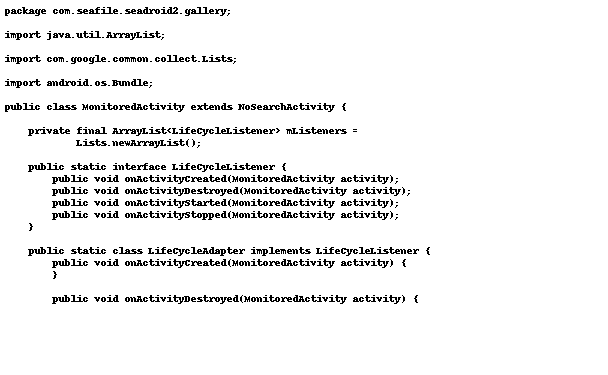 package com.seafile.seadroid2.gallery;

import java.util.ArrayList;

import com.google.common.collect.Lists;

import android.os.Bundle;

public class MonitoredActivity extends NoSearchActivity {

    private final ArrayList<LifeCycleListener> mListeners =
            Lists.newArrayList();

    public static interface LifeCycleListener {
        public void onActivityCreated(MonitoredActivity activity);
        public void onActivityDestroyed(MonitoredActivity activity);
        public void onActivityStarted(MonitoredActivity activity);
        public void onActivityStopped(MonitoredActivity activity);
    }

    public static class LifeCycleAdapter implements LifeCycleListener {
        public void onActivityCreated(MonitoredActivity activity) {
        }

        public void onActivityDestroyed(MonitoredActivity activity) {